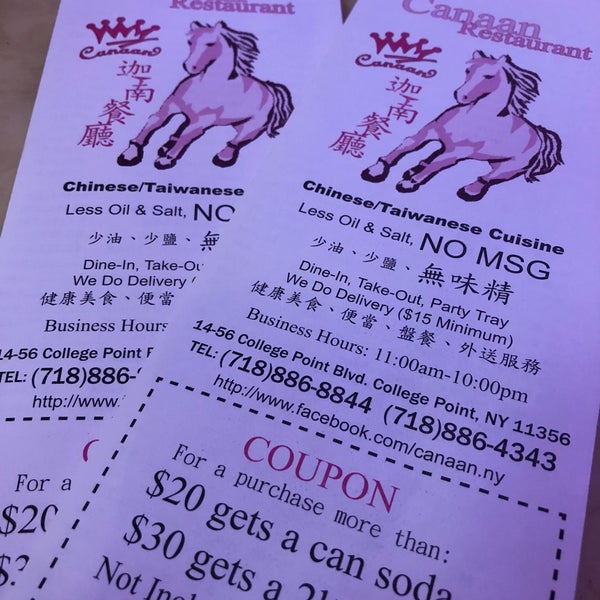 Restaurant
Canaan
迦南餐廳
Chinese/Taiwanese
Less Oil & Salt, NO
少油、少鹽、無
Dine-In, Take-Ou
We Do Delivery (
健康美食、便當、
Business Hours
14-56 College Point
TEL: (718)886-
http://www.
For a
Canaan
Restaurant
Canaan
迦南餐廳
Chinese/Taiwanese Cuisine
Less Oil & Salt, NO MSG
少油、少鹽、無味精
Dine-In, Take-Out, Party Tray
We Do Delivery ($15 Minimum)
健康美食、便當、盤餐、外送服務
Business Hours: 11:00am-10:00pm
14-56 College Point Blvd. College Point, NY 11356
TEL: (718)886-8844 (718)886-4343
http://www.facebook.com/canaan.ny
COUPON
For a purchase more than:
$20 gets a can soda
$30 gets a
Not